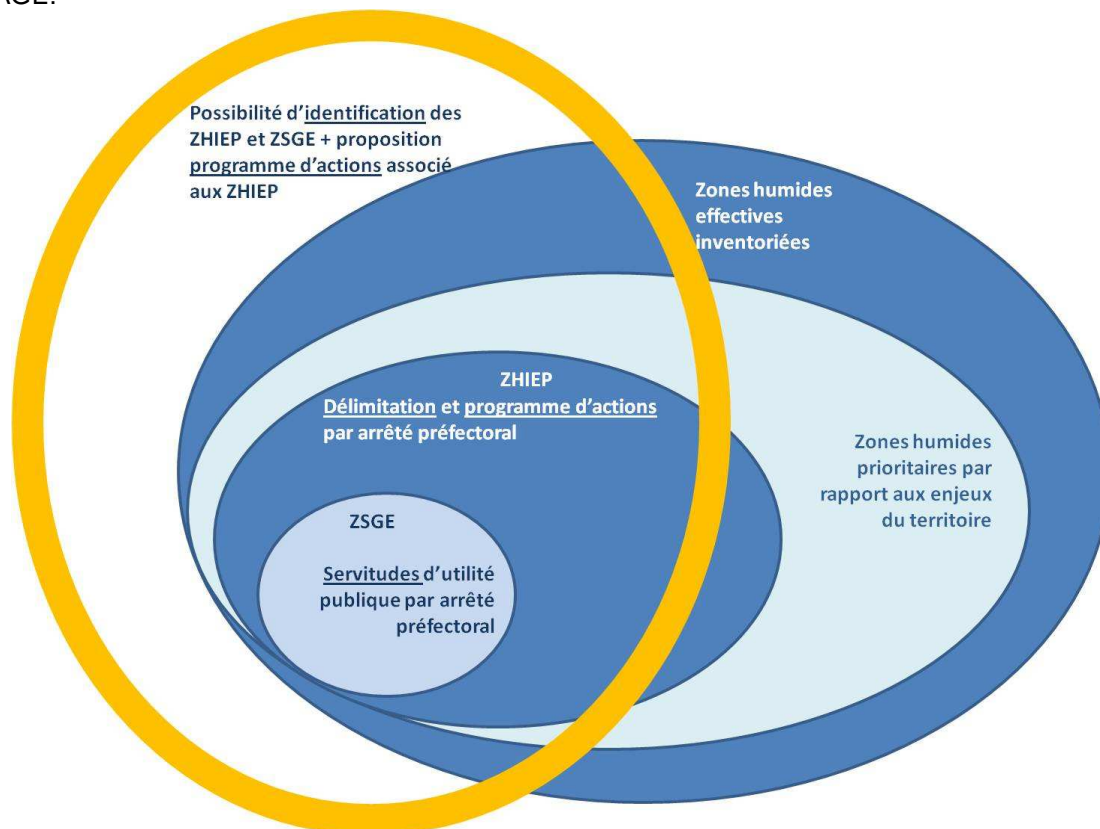 Possibilité d'identification des
ZHIEP et ZSGE + proposition
programme d'actions associé
aux ZHIEP
Zones humides
effectives
inventoriées
ZHIEP
Délimitation et programme d'actions
par arrêté préfectoral
Zones humides
prioritaires par
rapport aux enjeux
du territoire
ZSGE
Servitudes d'utilité
publique par arrêté
préfectoral